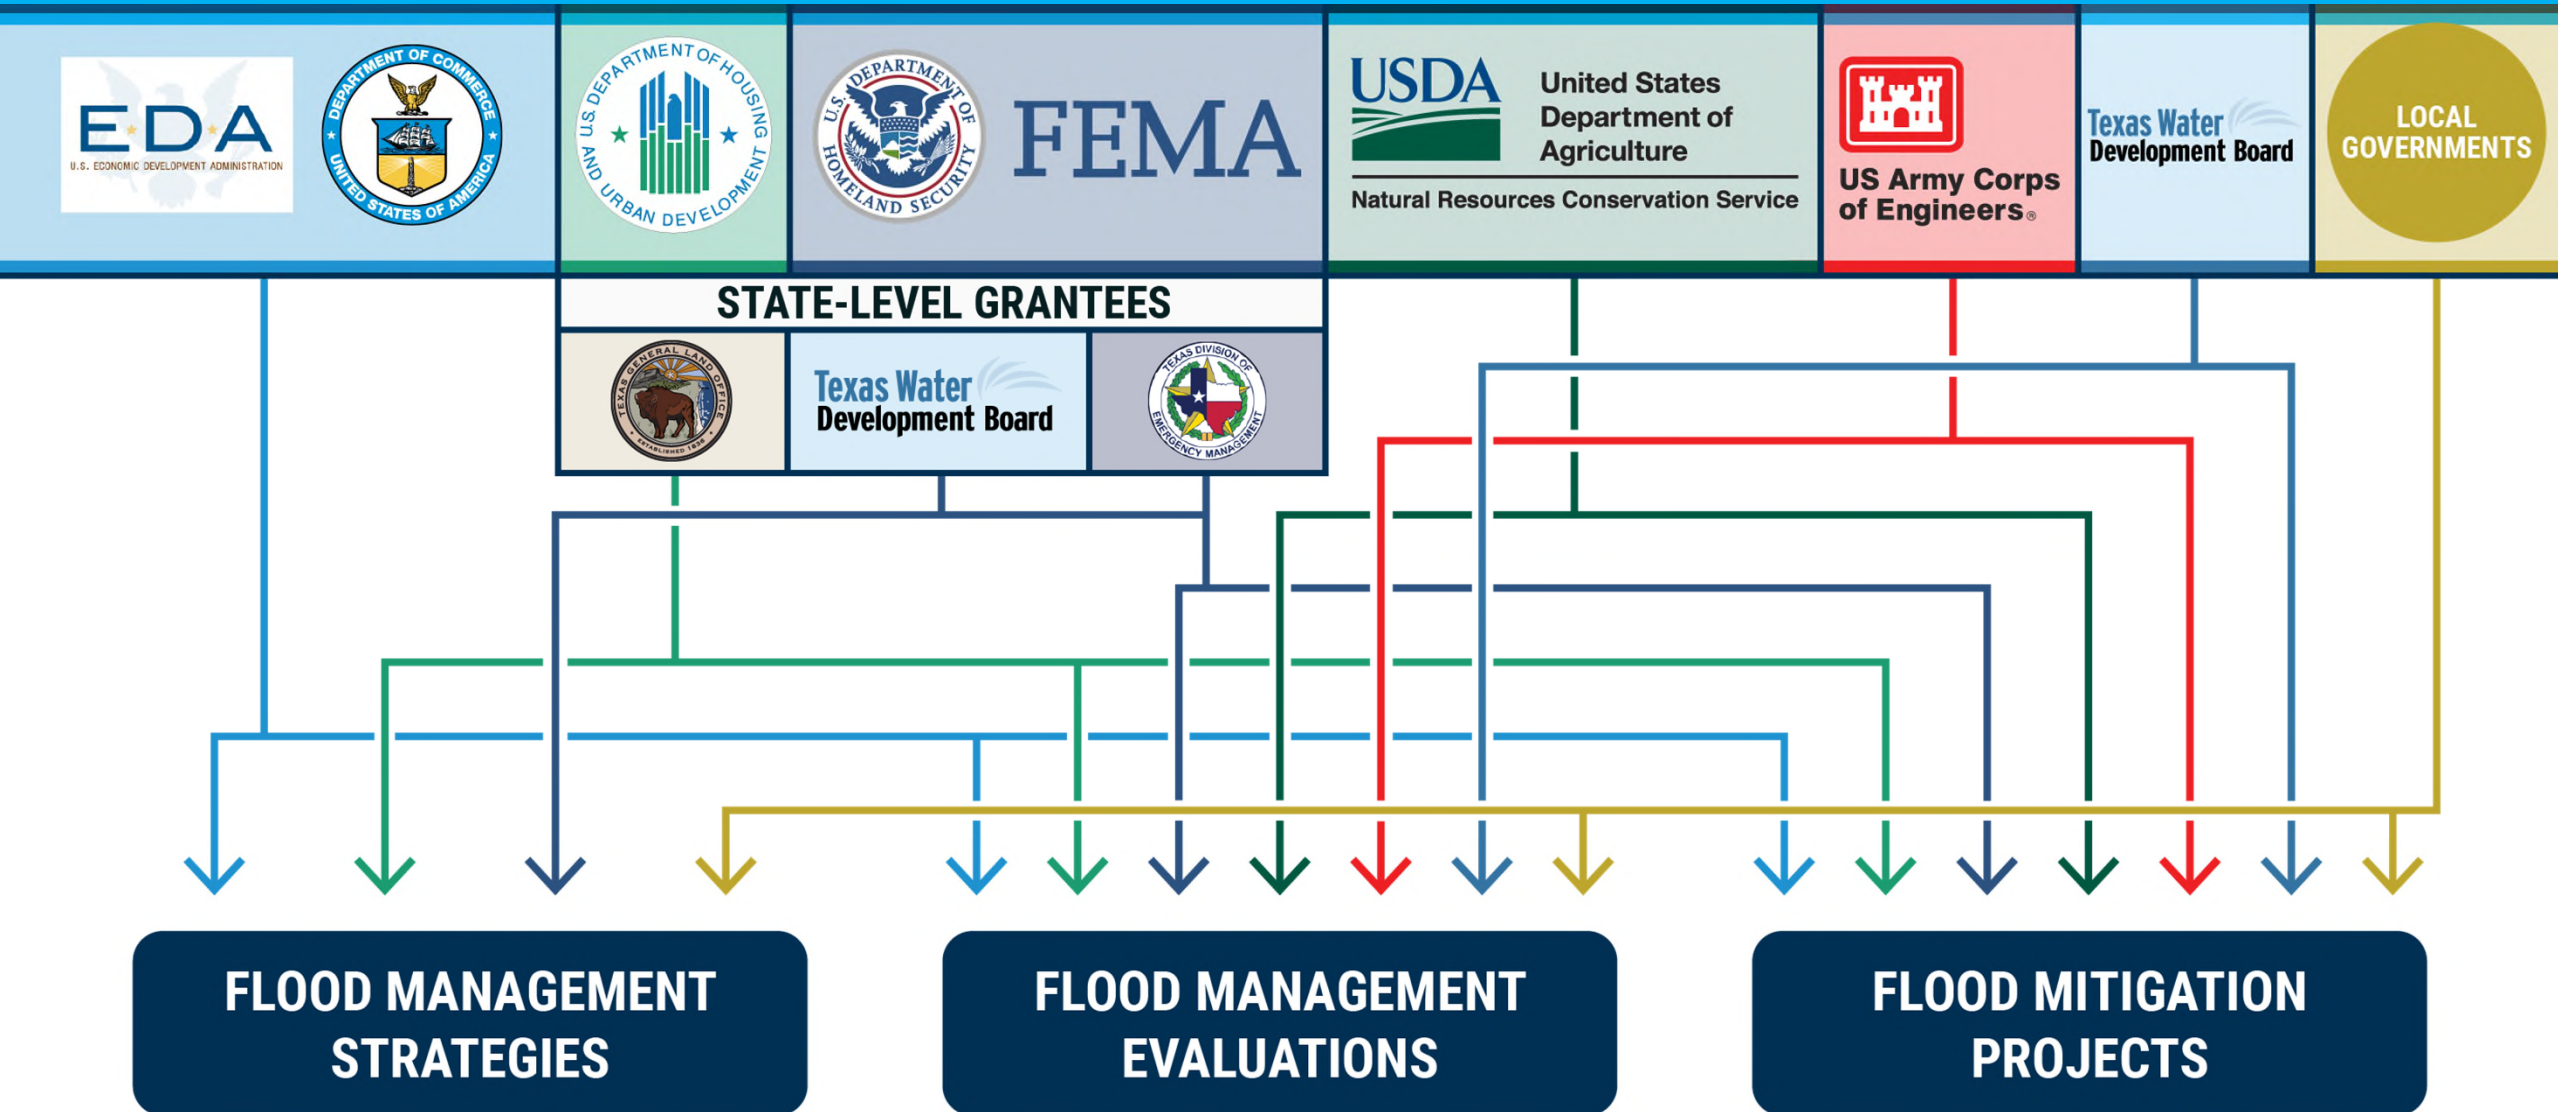 EDA
U.S. ECONOMIC DEVELOPMENT ADMINISTRATION
DEPARTMENT OF COMMERCE
UNITED STATES OF AMERICA
U.S. DEPARTMENT OF HOUSING
AND URBAN DEVELOPMENT
U.S. DEPARTMENT OF
HOMELAND SECURITY
FEMA
USDA
United States
Department of
Agriculture
Natural Resources Conservation Service
US Army Corps
of Engineers®
Texas Water
Development Board
LOCAL
GOVERNMENTS
STATE-LEVEL GRANTEES
TEXAS GENERAL LAND OFFICE
ESTABLISHED 1836
Texas Water
Development Board
TEXAS DIVISION OF
EMERGENCY MANAGEMENT
FLOOD MANAGEMENT
STRATEGIES
FLOOD MANAGEMENT
EVALUATIONS
FLOOD MITIGATION
PROJECTS